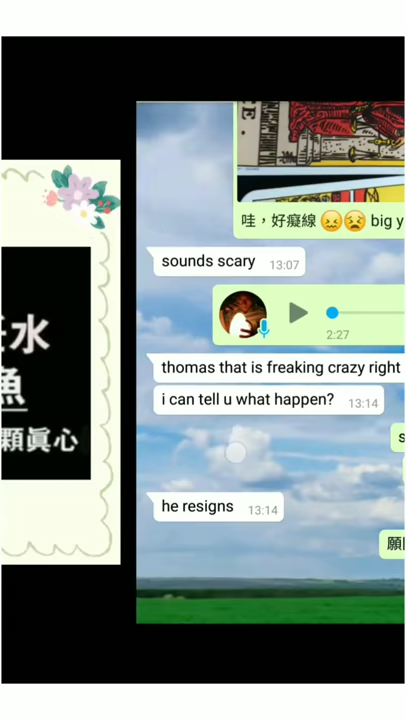 水
魚
顆眞心
哇，好癡線😖😣 big y
sounds scary 13:07
2:27
thomas that is freaking crazy right
i can tell u what happen? 13:14
s
he resigns 13:14
願